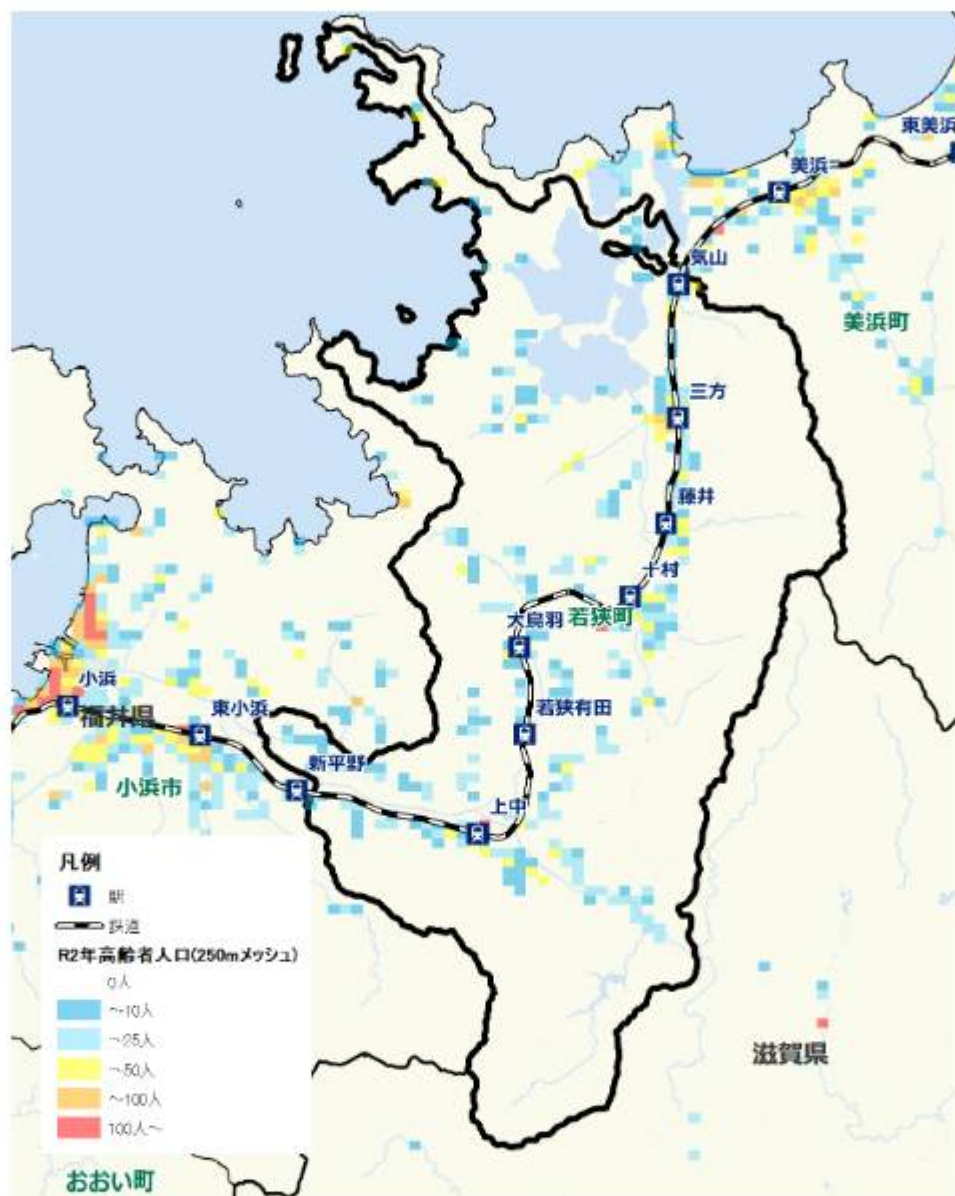 東美浜
美浜
気山
美浜町
三方
藤井
十村
大鳥羽
若狭町
小浜
福井県
東小浜
若狭有田
新平野
小浜市
上中
凡例
駅
鉄道
R2年高齢者人口(250mメッシュ)
0人
～10人
～25人
～50人
～100人
100人～
滋賀県
おおい町